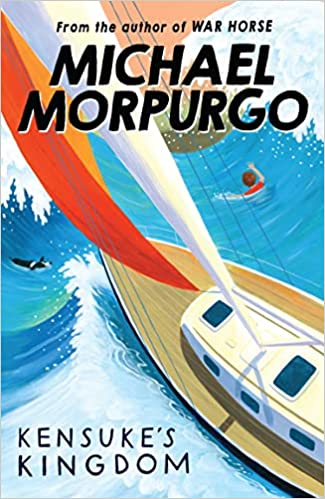 From the author of WAR HORSE
MICHAEL
MORPURGO
KENSUKE'S
KINGDOM